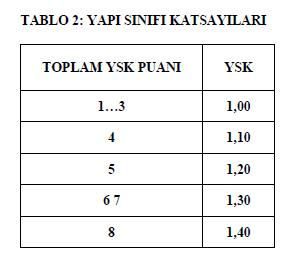 TABLO 2: YAPI SINIFI KATSAYILARI
TOPLAM YSK PUANI YSK
1…3 1,00
4 1,10
5 1,20
6 7 1,30
8 1,40